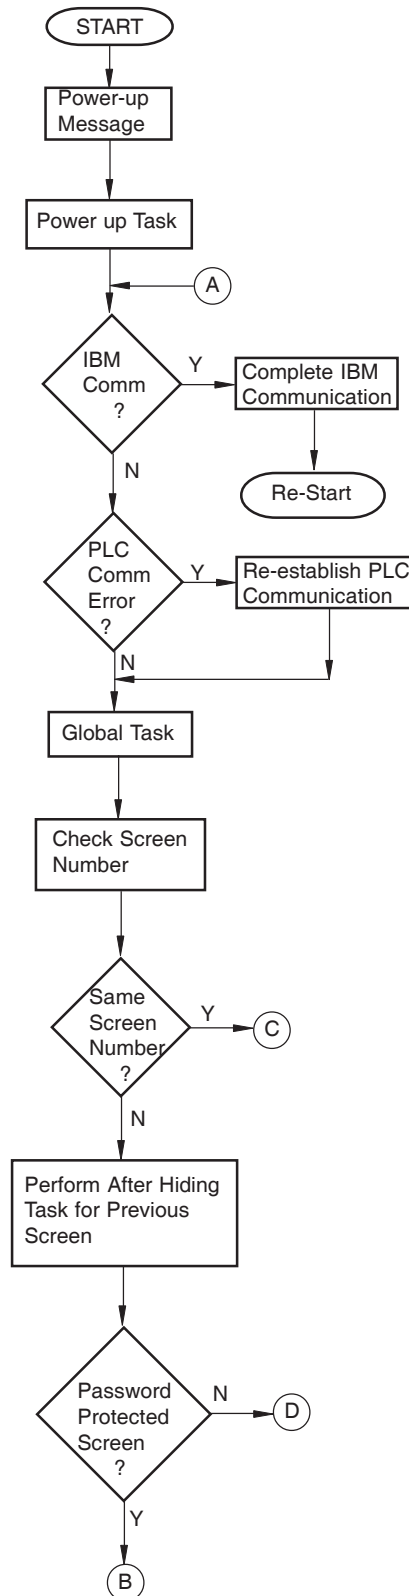 START
Power-up
Message
Power up Task
A
IBM
Comm
?
Y
Complete IBM
Communication
N
Re-Start
PLC
Comm
Error
?
Y
Re-establish PLC
Communication
N
Global Task
Check Screen
Number
Same
Screen
Number
?
Y
C
N
Perform After Hiding
Task for Previous
Screen
Password
Protected
Screen
?
N
D
Y
B